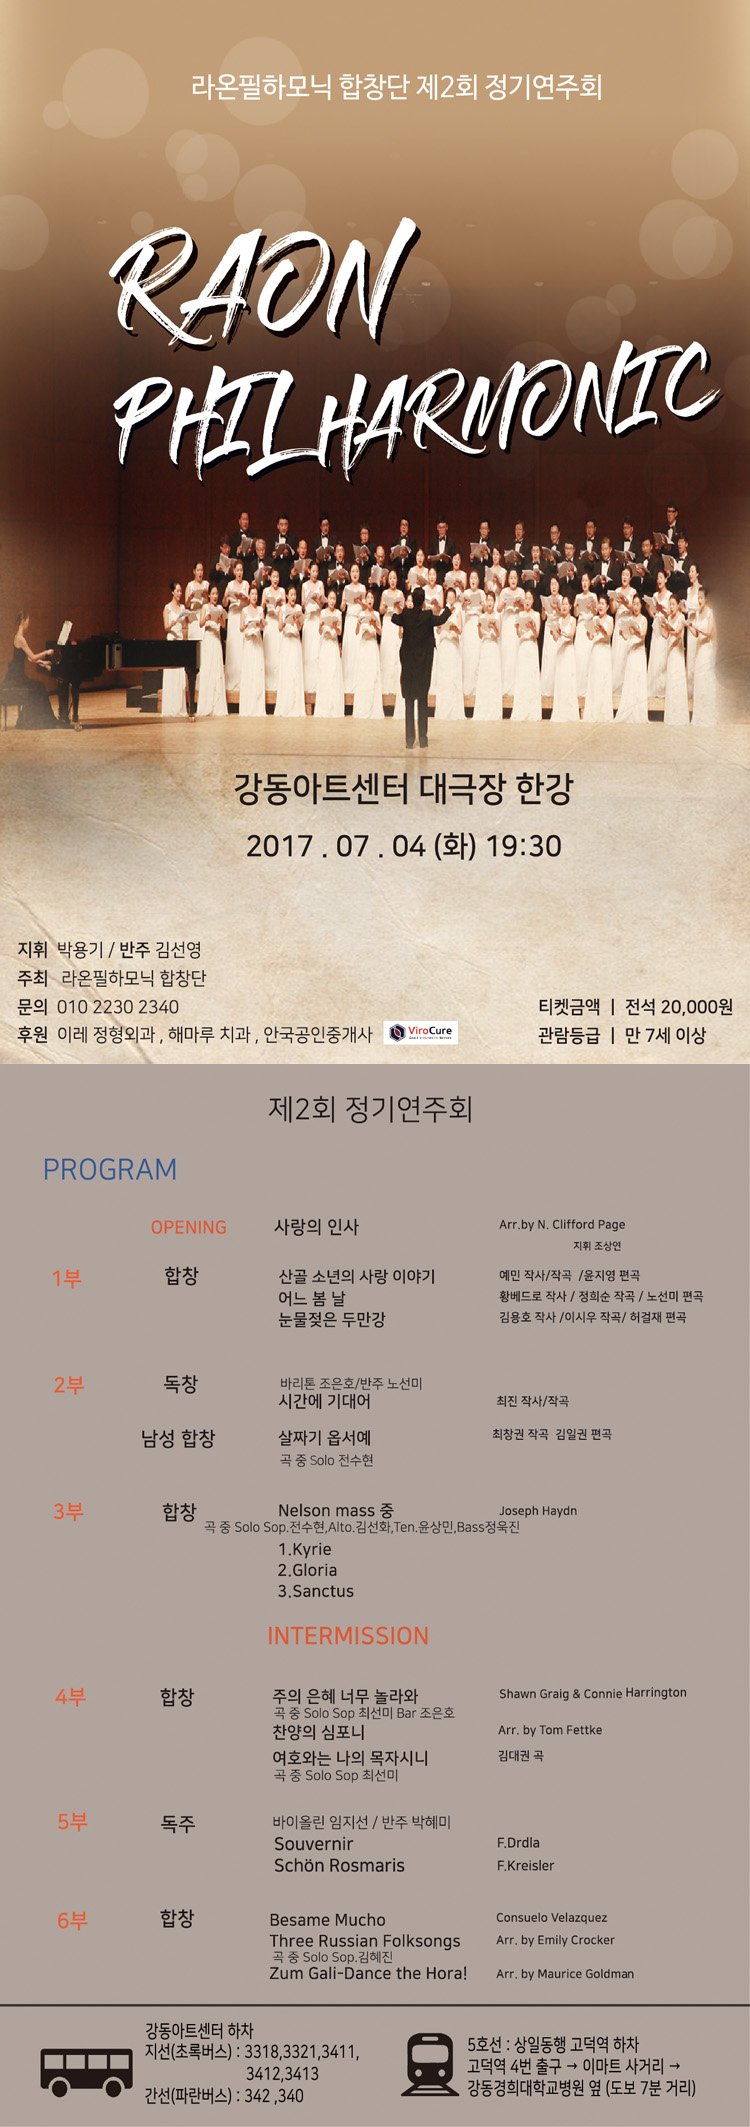 라온필하모닉 합창단 제2회 정기연주회
RAON
PHILHARMONIC
강동아트센터 대극장 한강
2017 . 07 . 04 (화) 19:30
지휘 박용기 / 반주 김선영
주최 라온필하모닉 합창단
문의 010 2230 2340
후원 이레 정형외과 , 해마루 치과 , 안국공인중개사 ViroCure
티켓금액 | 전석 20,000원
관람등급 | 만 7세 이상
제2회 정기연주회
PROGRAM
OPENING 사랑의 인사 Arr.by N. Clifford Page
지휘 조상연
1부 합창 산골 소년의 사랑 이야기 예민 작사/작곡 /윤지영 편곡
어느 봄 날 황베드로 작사 / 정희순 작곡 / 노선미 편곡
눈물젖은 두만강 김용호 작사 /이시우 작곡/ 허걸재 편곡
2부 독창 바리톤 조은호/반주 노선미
시간에 기대어 최진 작사/작곡
남성 합창 살짜기 옵서예 최창권 작곡 김일권 편곡
곡 중 Solo 전수현
3부 합창 Nelson mass 중 Joseph Haydn
곡 중 Solo Sop.전수현,Alto.김선화,Ten.윤상민,Bass정욱진
1.Kyrie
2.Gloria
3.Sanctus
INTERMISSION
4부 합창 주의 은혜 너무 놀라와 Shawn Graig & Connie Harrington
곡 중 Solo Sop 최선미 Bar 조은호
찬양의 심포니 Arr. by Tom Fettke
여호와는 나의 목자시니 김대권 곡
곡 중 Solo Sop 최선미
5부 독주 바이올린 임지선 / 반주 박혜미
Souvernir F.Drdla
Schön Rosmaris F.Kreisler
6부 합창 Besame Mucho Consuelo Velazquez
Three Russian Folksongs Arr. by Emily Crocker
곡 중 Solo Sop.김혜진
Zum Gali-Dance the Hora! Arr. by Maurice Goldman
강동아트센터 하차
지선(초록버스) : 3318,3321,3411,
3412,3413
간선(파란버스) : 342 ,340
5호선 : 상일동행 고덕역 하차
고덕역 4번 출구 → 이마트 사거리 →
강동경희대학교병원 옆 (도보 7분 거리)